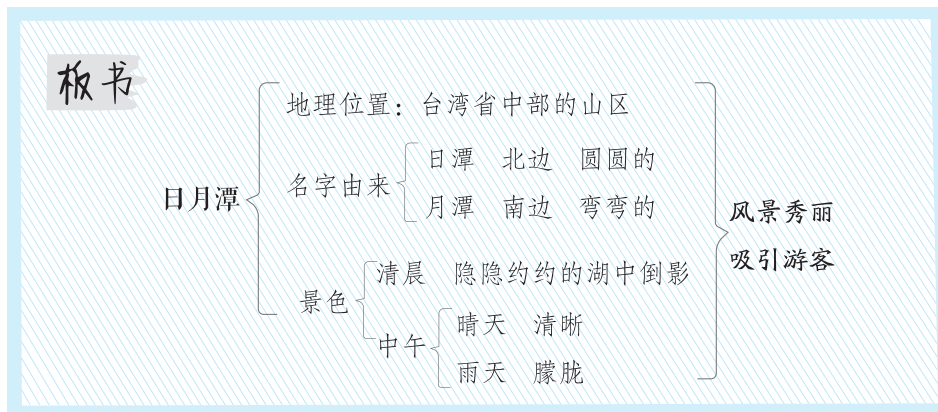 板书
地理位置：台湾省中部的山区
日潭 北边 圆圆的
名字由来
月潭 南边 弯弯的
日月潭
风景秀丽
吸引游客
清晨 隐隐约约的湖中倒影
景色
晴天 清晰
中午
雨天 朦胧